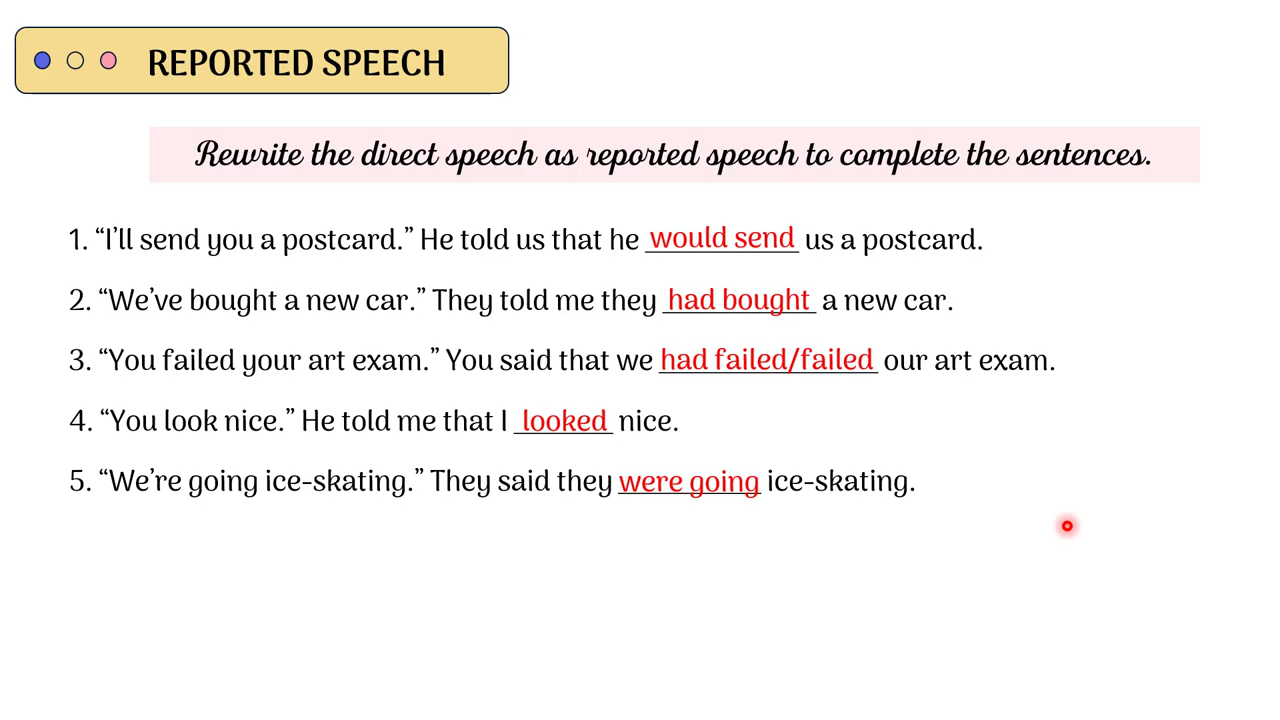 REPORTED SPEECH
Rewrite the direct speech as reported speech to complete the sentences.
1. “I’ll send you a postcard.” He told us that he would send us a postcard.
2. “We’ve bought a new car.” They told me they had bought a new car.
3. “You failed your art exam.” You said that we had failed/failed our art exam.
4. “You look nice.” He told me that I looked nice.
5. “We’re going ice-skating.” They said they were going ice-skating.